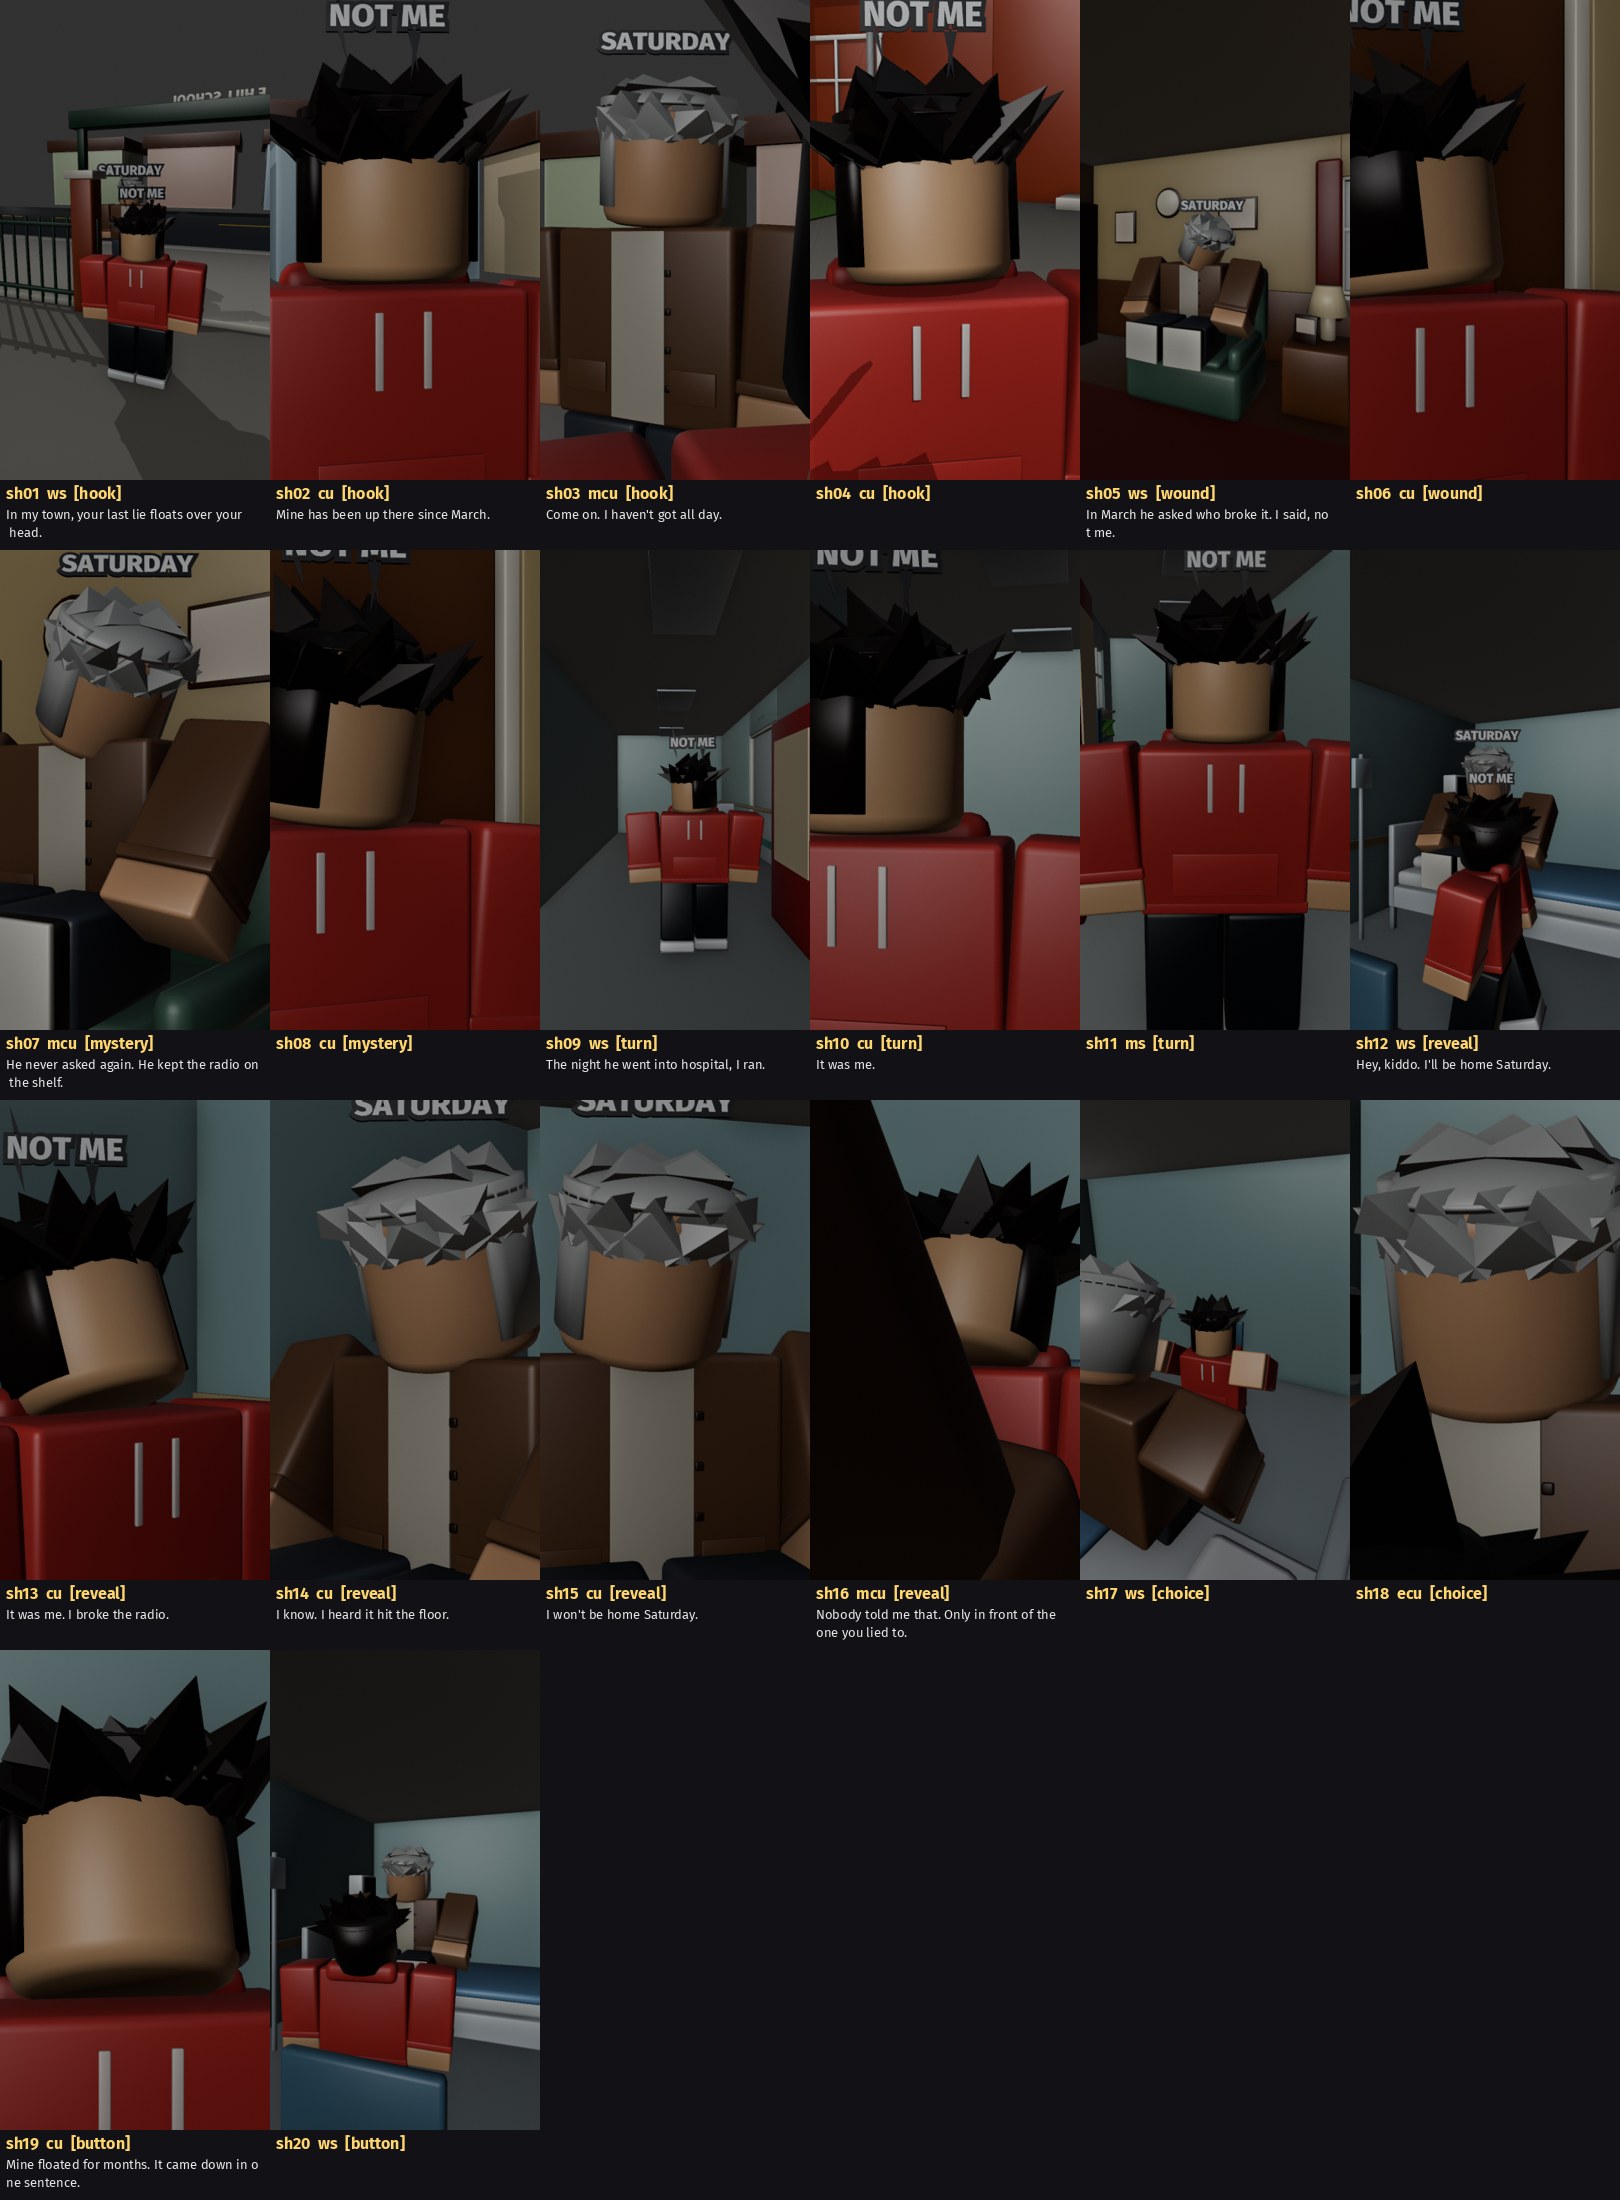 E HILL SCHOOL
SATURDAY
NOT ME
NOT ME
SATURDAY
NOT ME
SATURDAY
NOT ME
sh01 ws [hook]
In my town, your last lie floats over your
head.
sh02 cu [hook]
Mine has been up there since March.
sh03 mcu [hook]
Come on. I haven't got all day.
sh04 cu [hook]
sh05 ws [wound]
In March he asked who broke it. I said, no
t me.
sh06 cu [wound]
SATURDAY
NOT ME
NOT ME
NOT ME
NOT ME
SATURDAY
NOT ME
sh07 mcu [mystery]
He never asked again. He kept the radio on
the shelf.
sh08 cu [mystery]
sh09 ws [turn]
The night he went into hospital, I ran.
sh10 cu [turn]
It was me.
sh11 ms [turn]
sh12 ws [reveal]
Hey, kiddo. I'll be home Saturday.
NOT ME
SATURDAY
SATURDAY
sh13 cu [reveal]
It was me. I broke the radio.
sh14 cu [reveal]
I know. I heard it hit the floor.
sh15 cu [reveal]
I won't be home Saturday.
sh16 mcu [reveal]
Nobody told me that. Only in front of the
one you lied to.
sh17 ws [choice]
sh18 ecu [choice]
sh19 cu [button]
Mine floated for months. It came down in o
ne sentence.
sh20 ws [button]